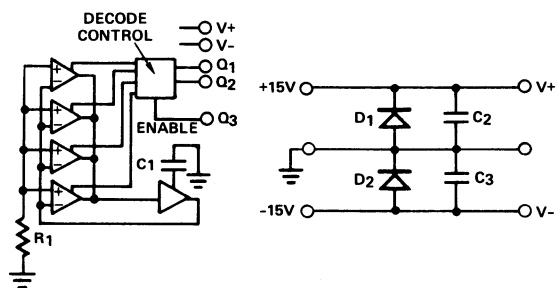 DECODE
CONTROL
V+
V−
Q1
Q2
Q3
ENABLE
C1
+
−
+
−
+
−
+
−
R1
+15V
V+
D1
C2
D2
C3
-15V
V-